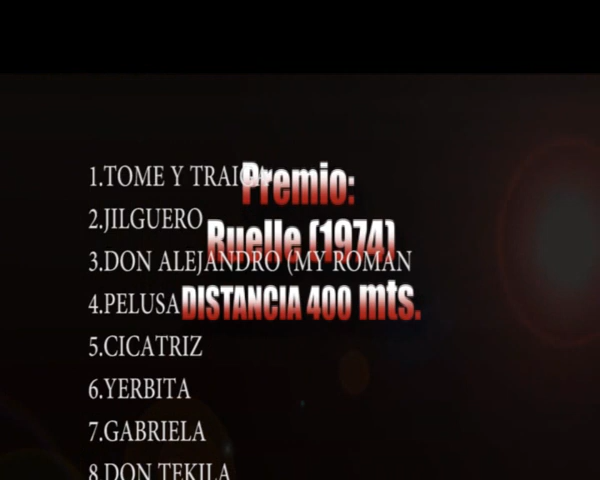 Premio:
1.TOME Y TRAIGA
Ruelle (1974)
2.JILGUERO
3.DON ALEJANDRO (MY ROMAN
DISTANCIA 400 mts.
4.PELUSA
5.CICATRIZ
6.YERBITA
7.GABRIELA
8.DON TEKILA